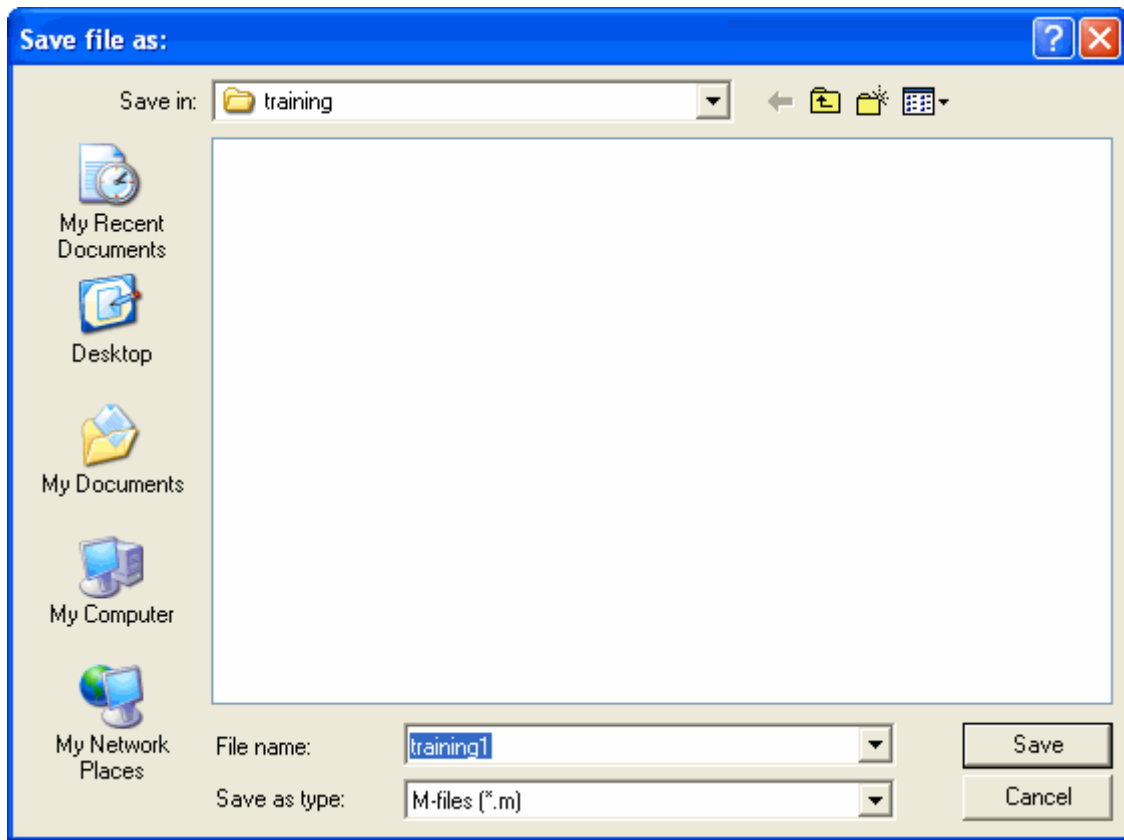 Save file as:
Save in:
training
My Recent
Documents
Desktop
My Documents
My Computer
My Network
Places
File name:
training1
Save
Save as type:
M-files (*.m)
Cancel